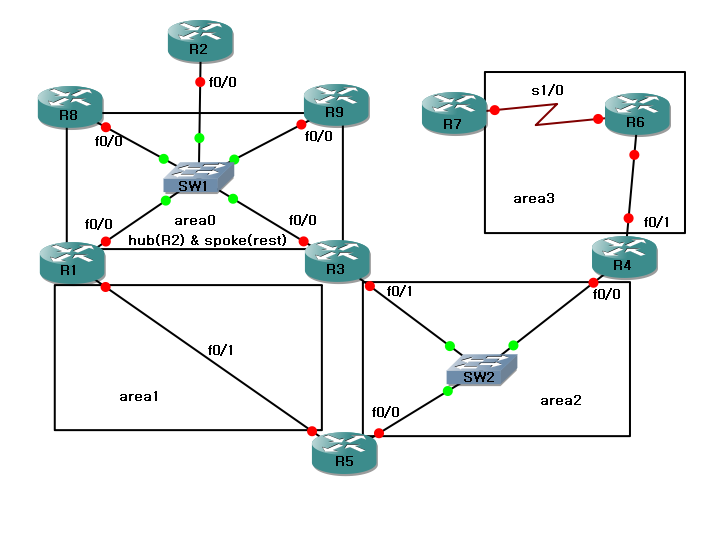 R2
f0/0
R8
R9
f0/0
f0/0
SW1
area0
f0/0
f0/0
hub(R2) & spoke(rest)
R1
R3
s1/0
R7
R6
area3
f0/1
R4
f0/0
f0/1
f0/1
SW2
area1
area2
f0/0
R5